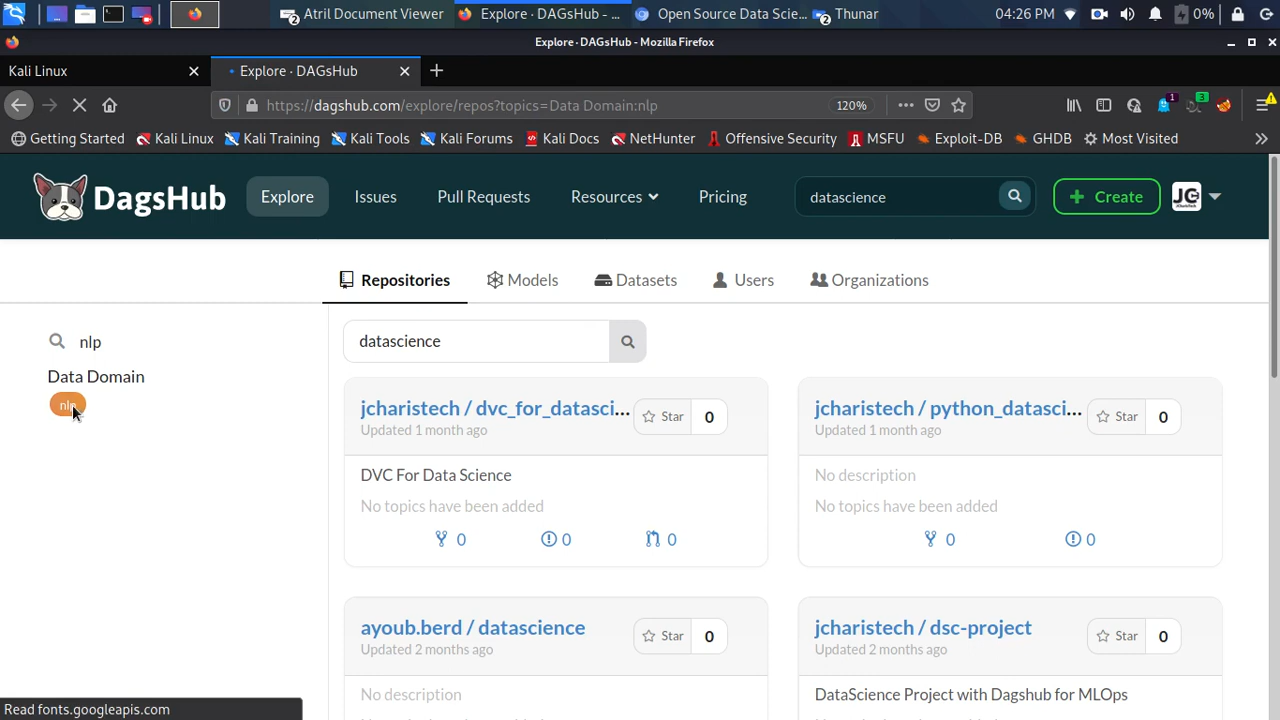 2 Atril Document Viewer
Explore · DAGsHub - ...
Open Source Data Scie...
2 Thunar
04:26 PM
0%
Explore · DAGsHub - Mozilla Firefox
Kali Linux
Explore · DAGsHub
https://dagshub.com/explore/repos?topics=Data Domain:nlp
120%
1
3
Getting Started
Kali Linux
Kali Training
Kali Tools
Kali Forums
Kali Docs
NetHunter
Offensive Security
MSFU
Exploit-DB
GHDB
Most Visited
DagsHub
Explore
Issues
Pull Requests
Resources
Pricing
datascience
Create
JC
Repositories
Models
Datasets
Users
Organizations
nlp
Data Domain
nlp
datascience
jcharistech / dvc_for_datasci...
Star 0
Updated 1 month ago
DVC For Data Science
No topics have been added
0 0 0
jcharistech / python_datasci...
Star 0
Updated 1 month ago
No description
No topics have been added
0 0
ayoub.berd / datascience
Star 0
Updated 2 months ago
No description
jcharistech / dsc-project
Star 0
Updated 2 months ago
DataScience Project with Dagshub for MLOps
Read fonts.googleapis.com